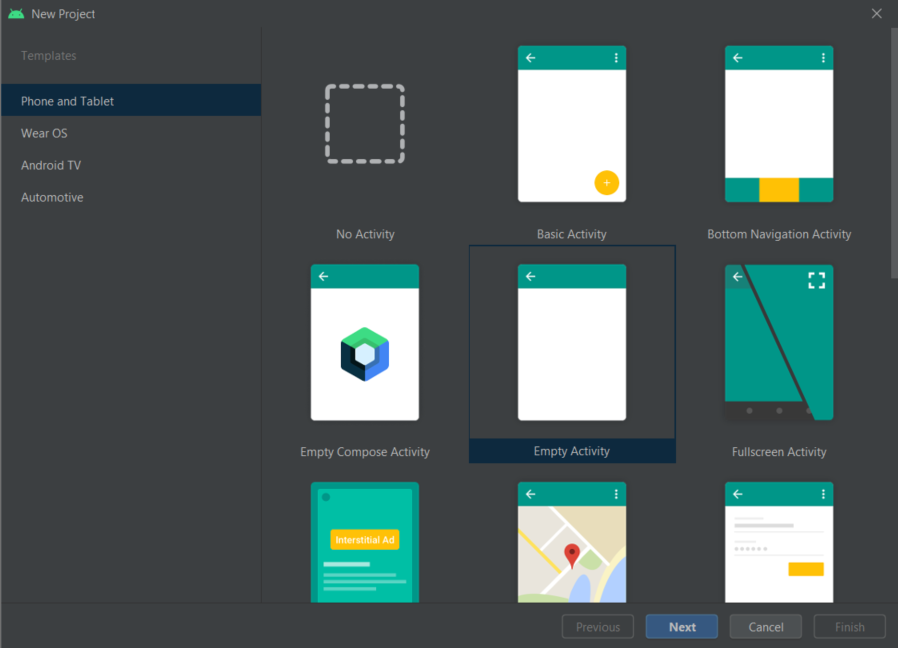 New Project
Templates
Phone and Tablet
Wear OS
Android TV
Automotive
No Activity
Basic Activity
Bottom Navigation Activity
Empty Compose Activity
Empty Activity
Fullscreen Activity
Interstitial Ad
Previous
Next
Cancel
Finish